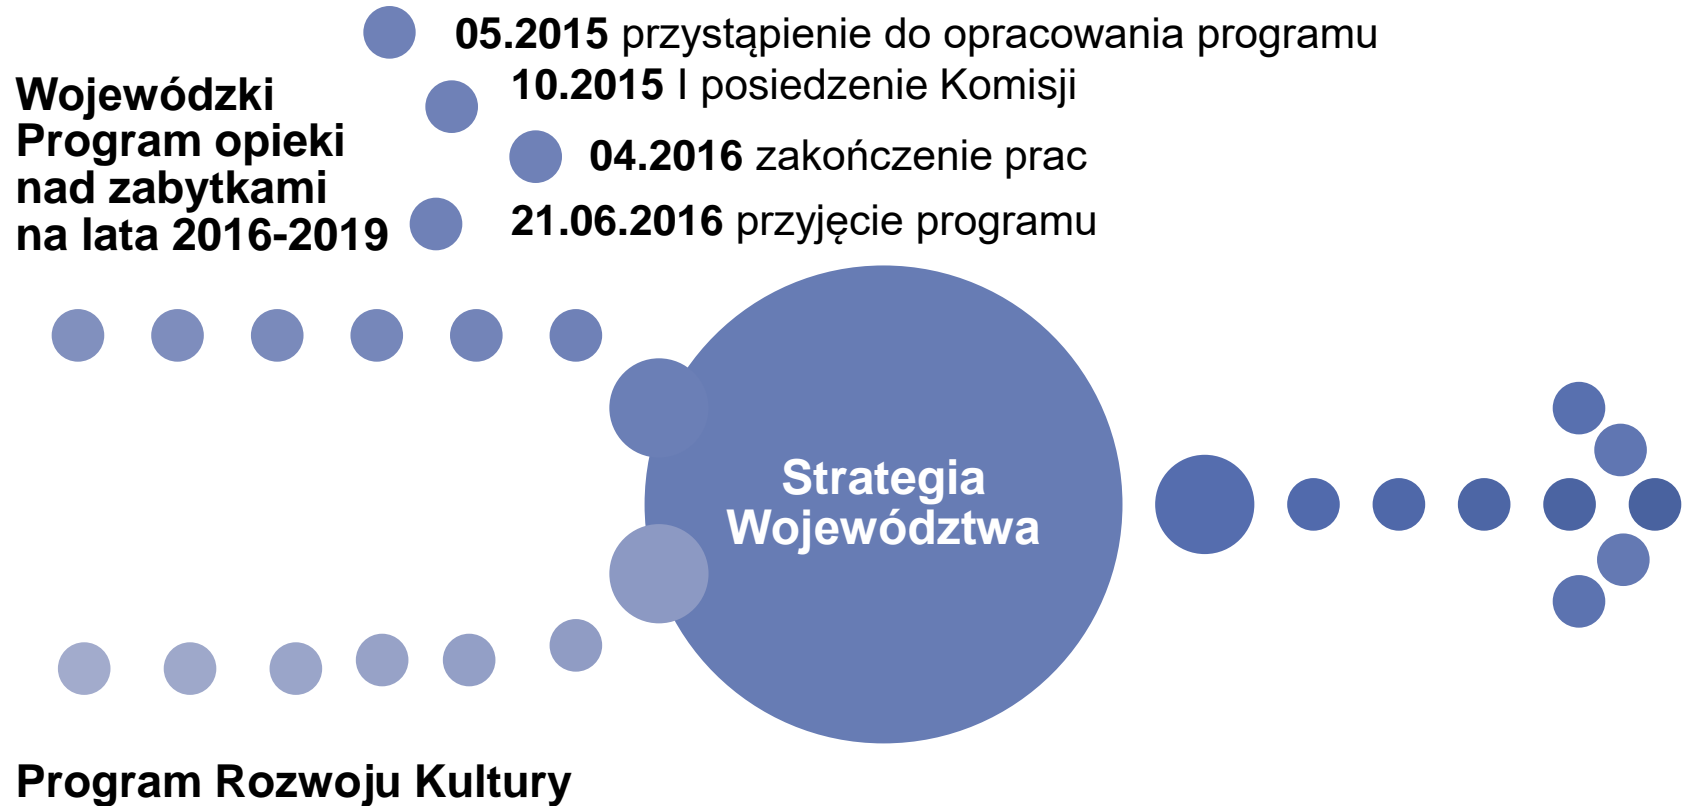 05.2015 przystąpienie do opracowania programu
10.2015 I posiedzenie Komisji
04.2016 zakończenie prac
21.06.2016 przyjęcie programu
Wojewódzki
Program opieki
nad zabytkami
na lata 2016-2019
Strategia
Województwa
Program Rozwoju Kultury